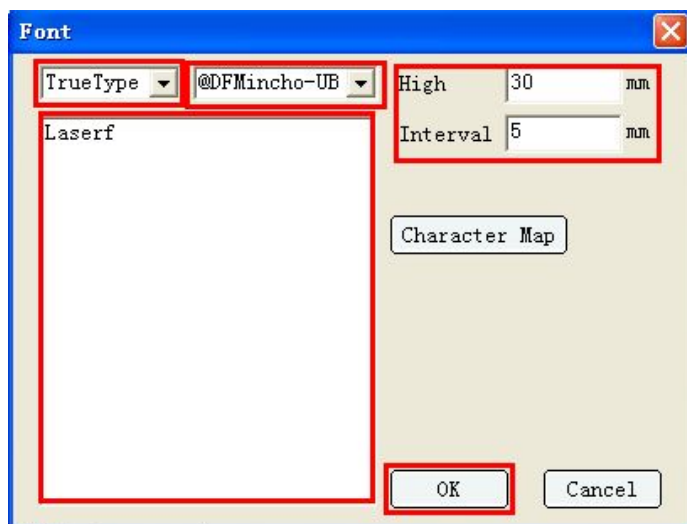 Font
TrueType @DFMincho-UB
High 30 mm
Laserf
Interval 5 mm
Character Map
OK Cancel